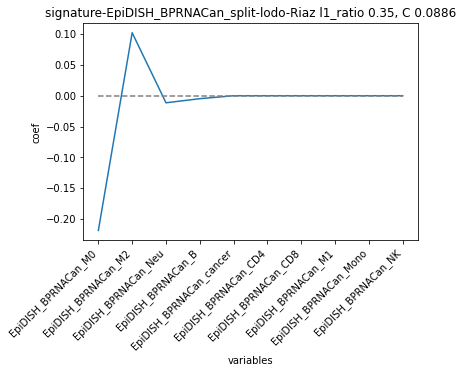 signature-EpiDISH_BPRNACan_split-lodo-Riaz l1_ratio 0.35, C 0.0886
0.10
0.05
0.00
−0.05
−0.10
−0.15
−0.20
coef
EpiDISH_BPRNACan_M0
EpiDISH_BPRNACan_M2
EpiDISH_BPRNACan_Neu
EpiDISH_BPRNACan_B
EpiDISH_BPRNACan_cancer
EpiDISH_BPRNACan_CD4
EpiDISH_BPRNACan_CD8
EpiDISH_BPRNACan_M1
EpiDISH_BPRNACan_Mono
EpiDISH_BPRNACan_NK
variables